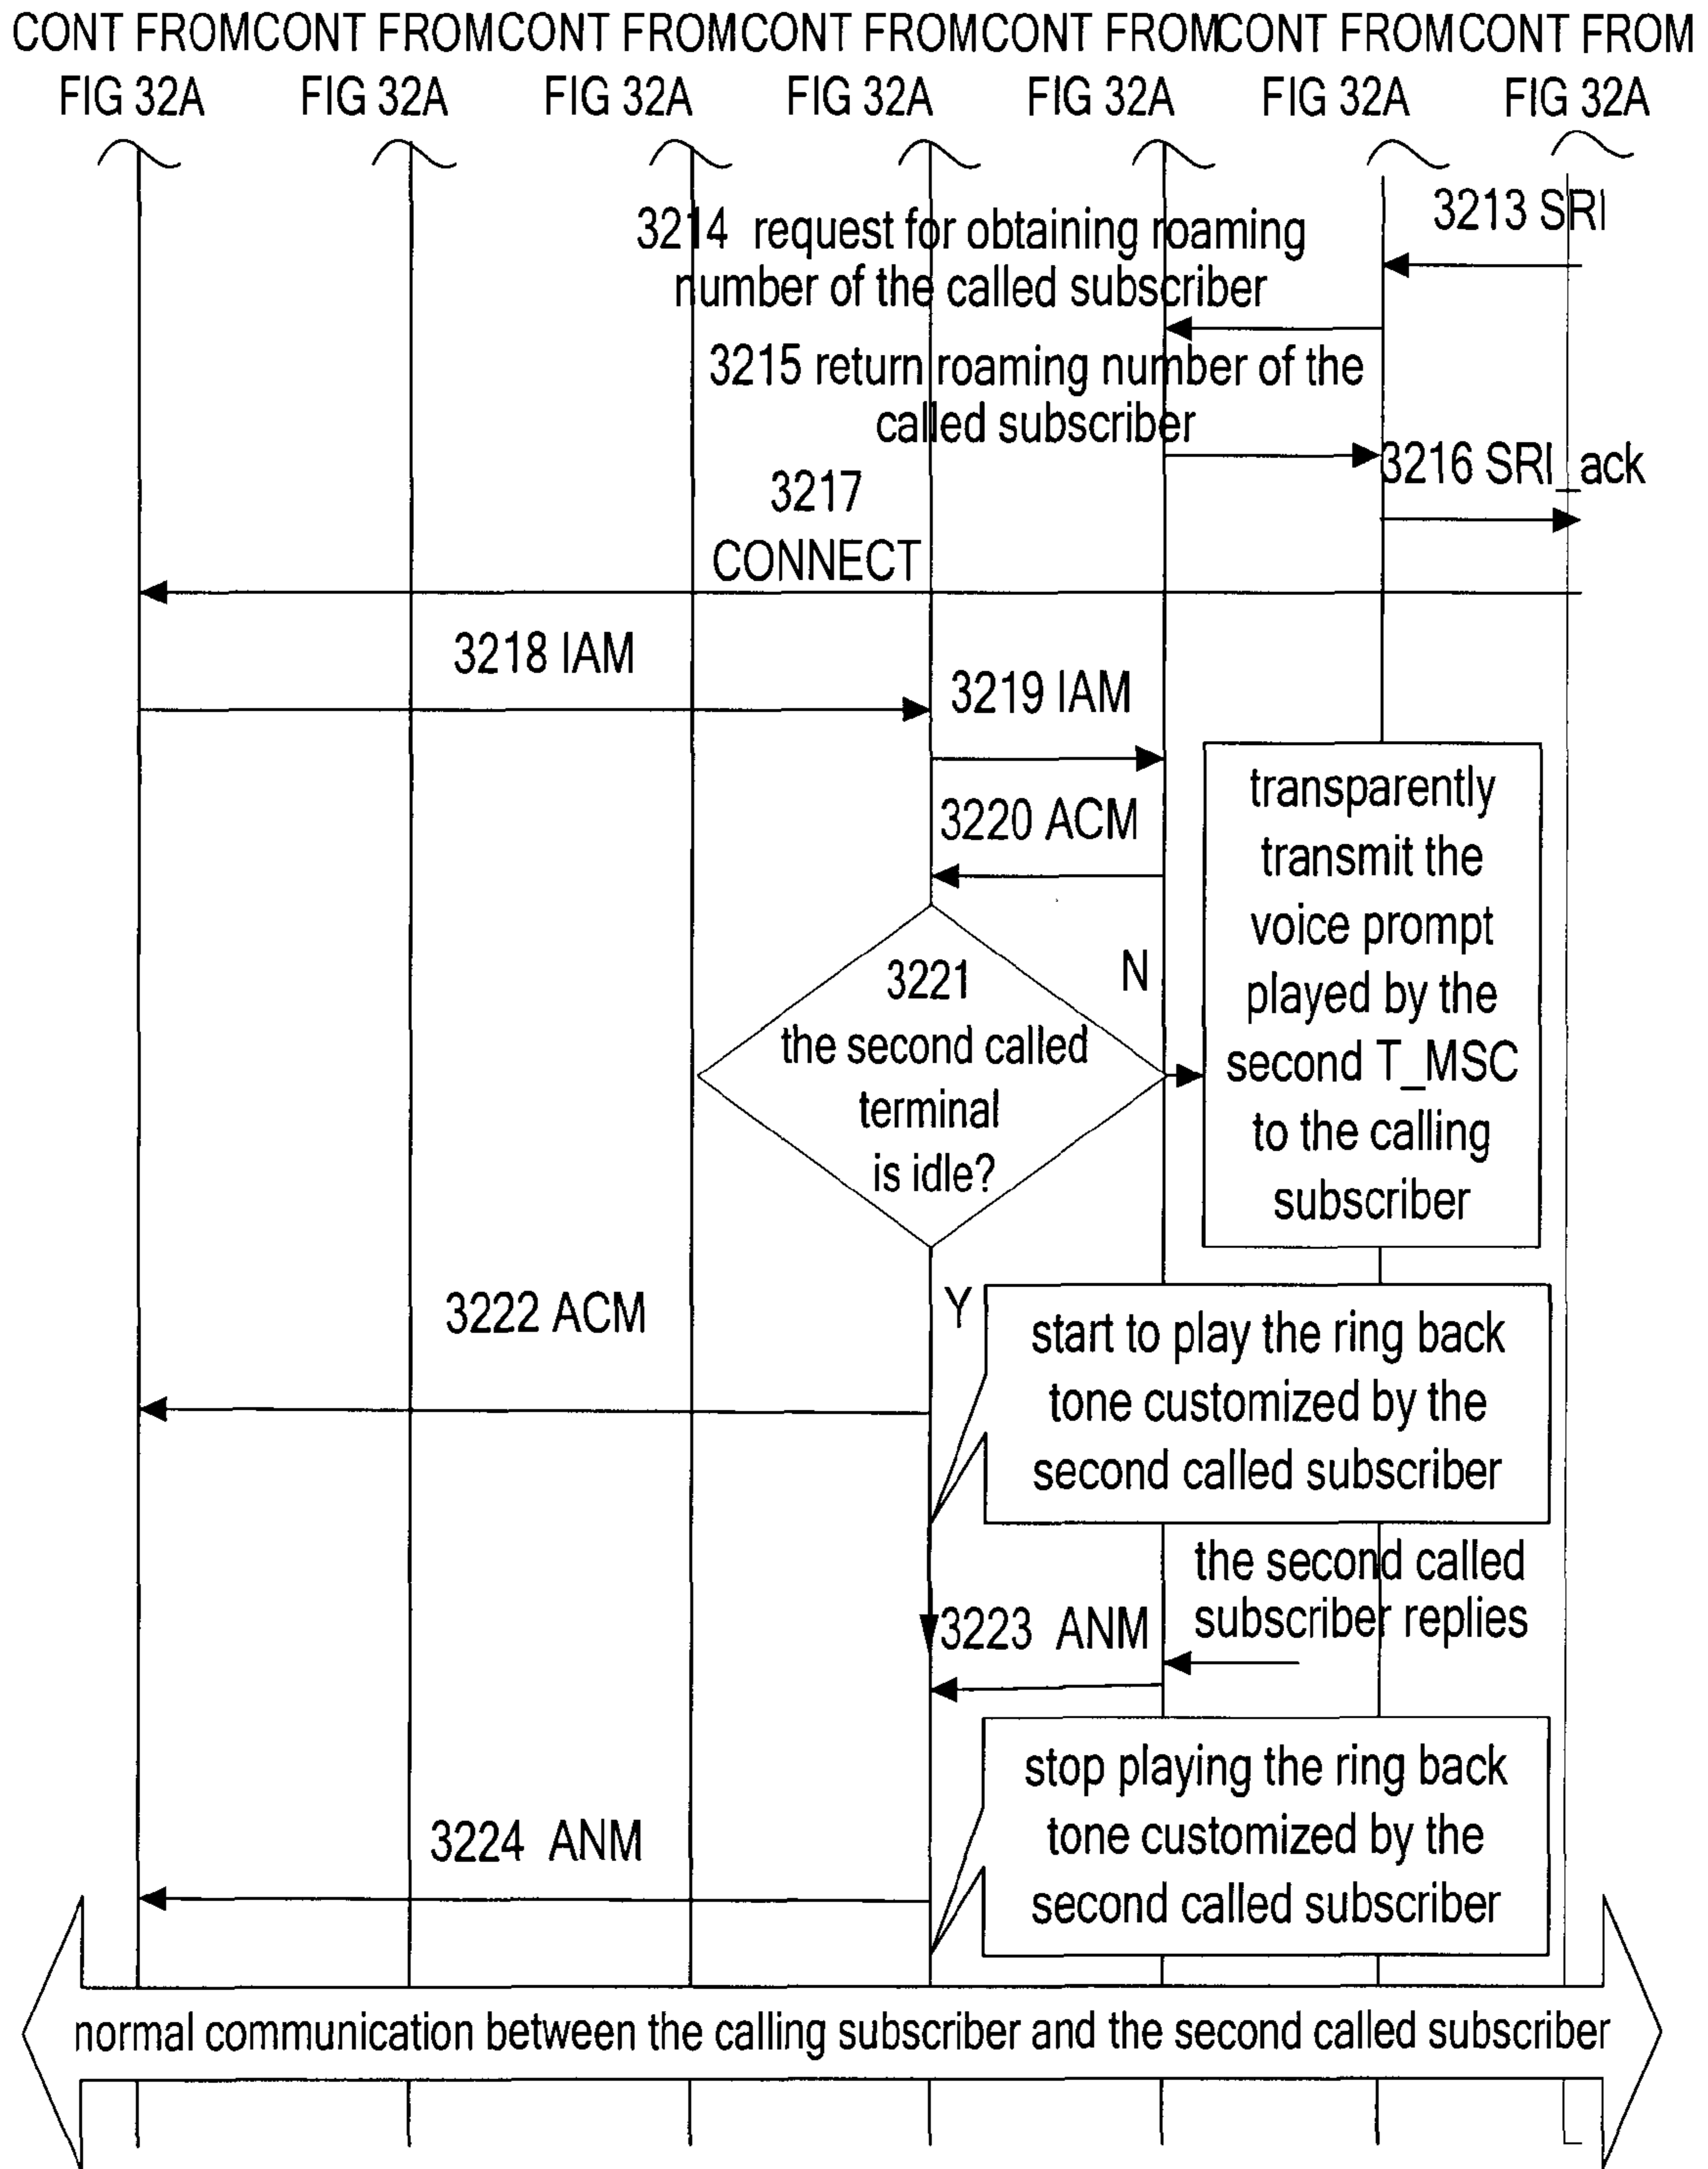 CONT FROM CONT FROM CONT FROM CONT FROM CONT FROM CONT FROM CONT FROM
FIG 32A FIG 32A FIG 32A FIG 32A FIG 32A FIG 32A FIG 32A
3213 SRI
3214 request for obtaining roaming
number of the called subscriber
3215 return roaming number of the
called subscriber
3216 SRI_ack
3217
CONNECT
3218 IAM
3219 IAM
3220 ACM
transparently
transmit the
voice prompt
played by the
second T_MSC
to the calling
subscriber
N
3221
the second called
terminal
is idle?
Y
3222 ACM
start to play the ring back
tone customized by the
second called subscriber
the second called
subscriber replies
3223 ANM
stop playing the ring back
tone customized by the
second called subscriber
3224 ANM
normal communication between the calling subscriber and the second called subscriber